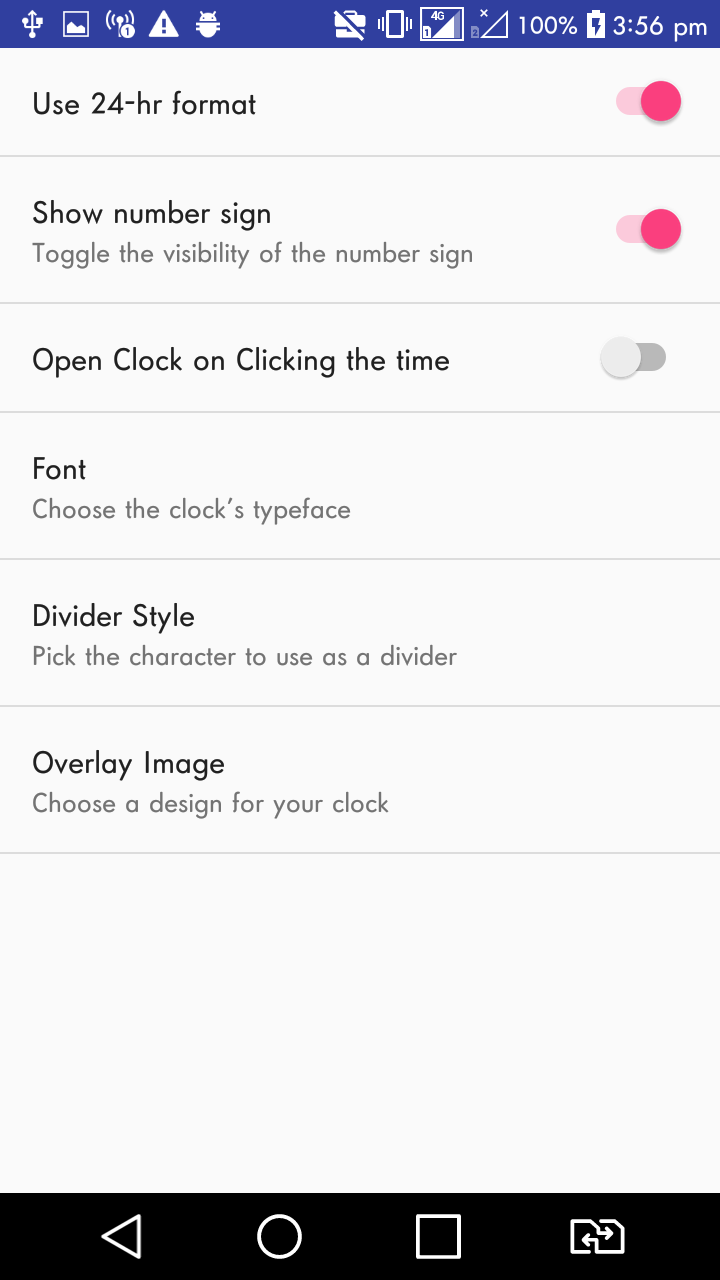 100% 3:56 pm
Use 24-hr format
Show number sign
Toggle the visibility of the number sign
Open Clock on Clicking the time
Font
Choose the clock's typeface
Divider Style
Pick the character to use as a divider
Overlay Image
Choose a design for your clock